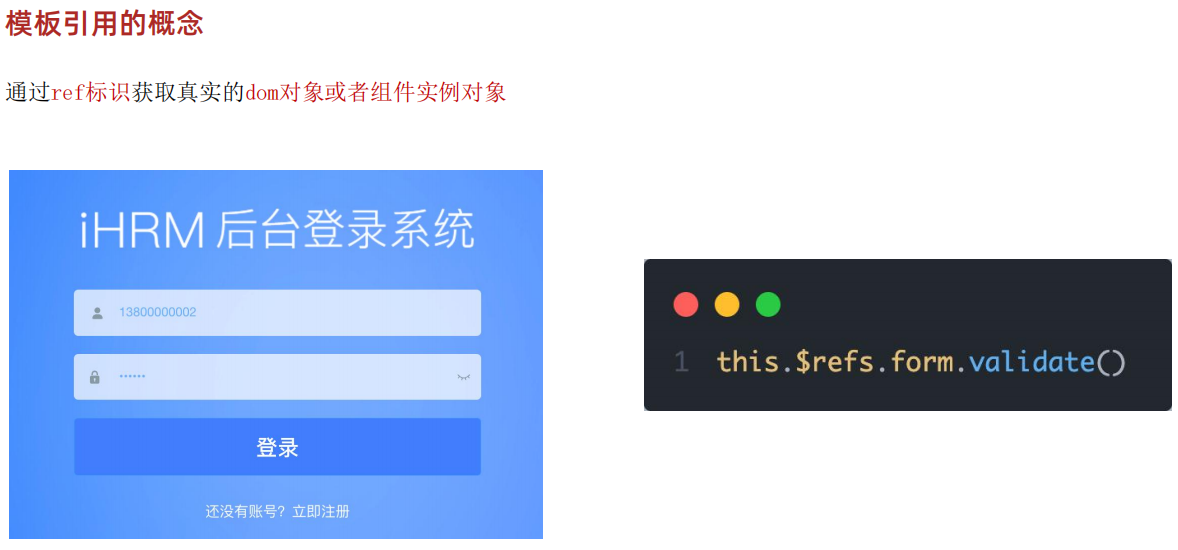 模板引用的概念
通过ref标识获取真实的dom对象或者组件实例对象
iHRM 后台登录系统
13800000002
••••••
登录
还没有账号？立即注册
1 this.$refs.form.validate()